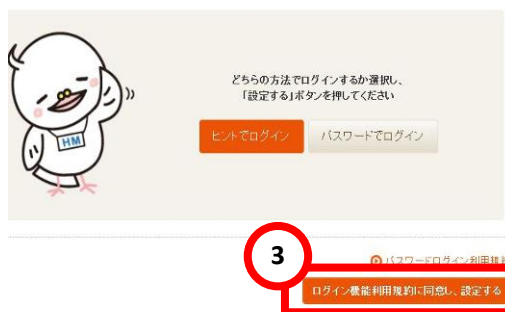 どちらの方法でログインするか選択し、
「設定する」ボタンを押してください
ヒントでログイン
パスワードでログイン
HM
3
パスワードログイン利用規
ログイン機能利用規約に同意し、設定する